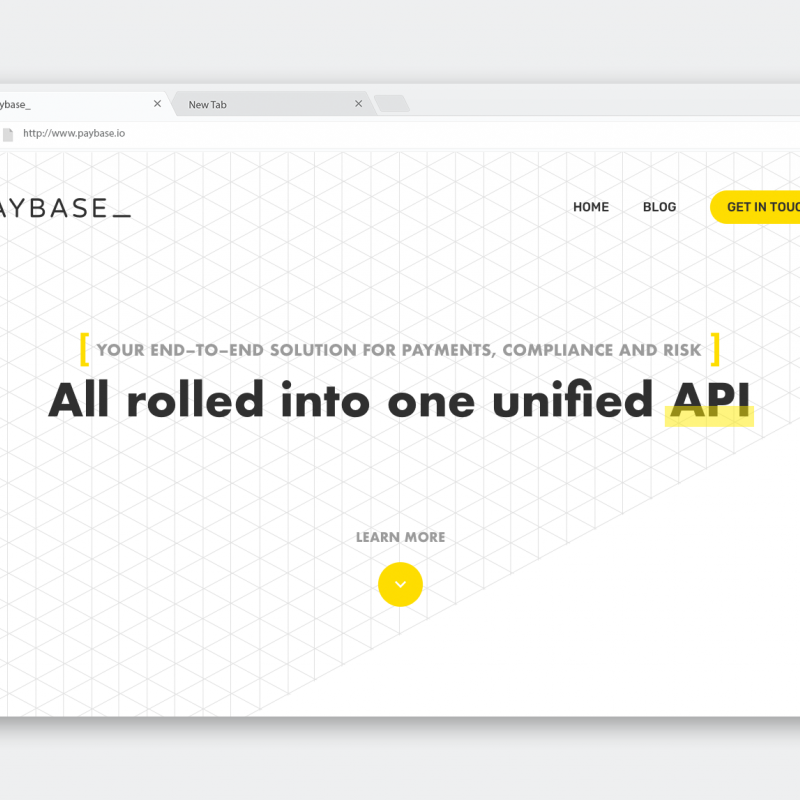 ybase_
New Tab
http://www.paybase.io
AYBASE_
HOME
BLOG
GET IN TOUC
[ YOUR END–TO–END SOLUTION FOR PAYMENTS, COMPLIANCE AND RISK ]
All rolled into one unified API
LEARN MORE